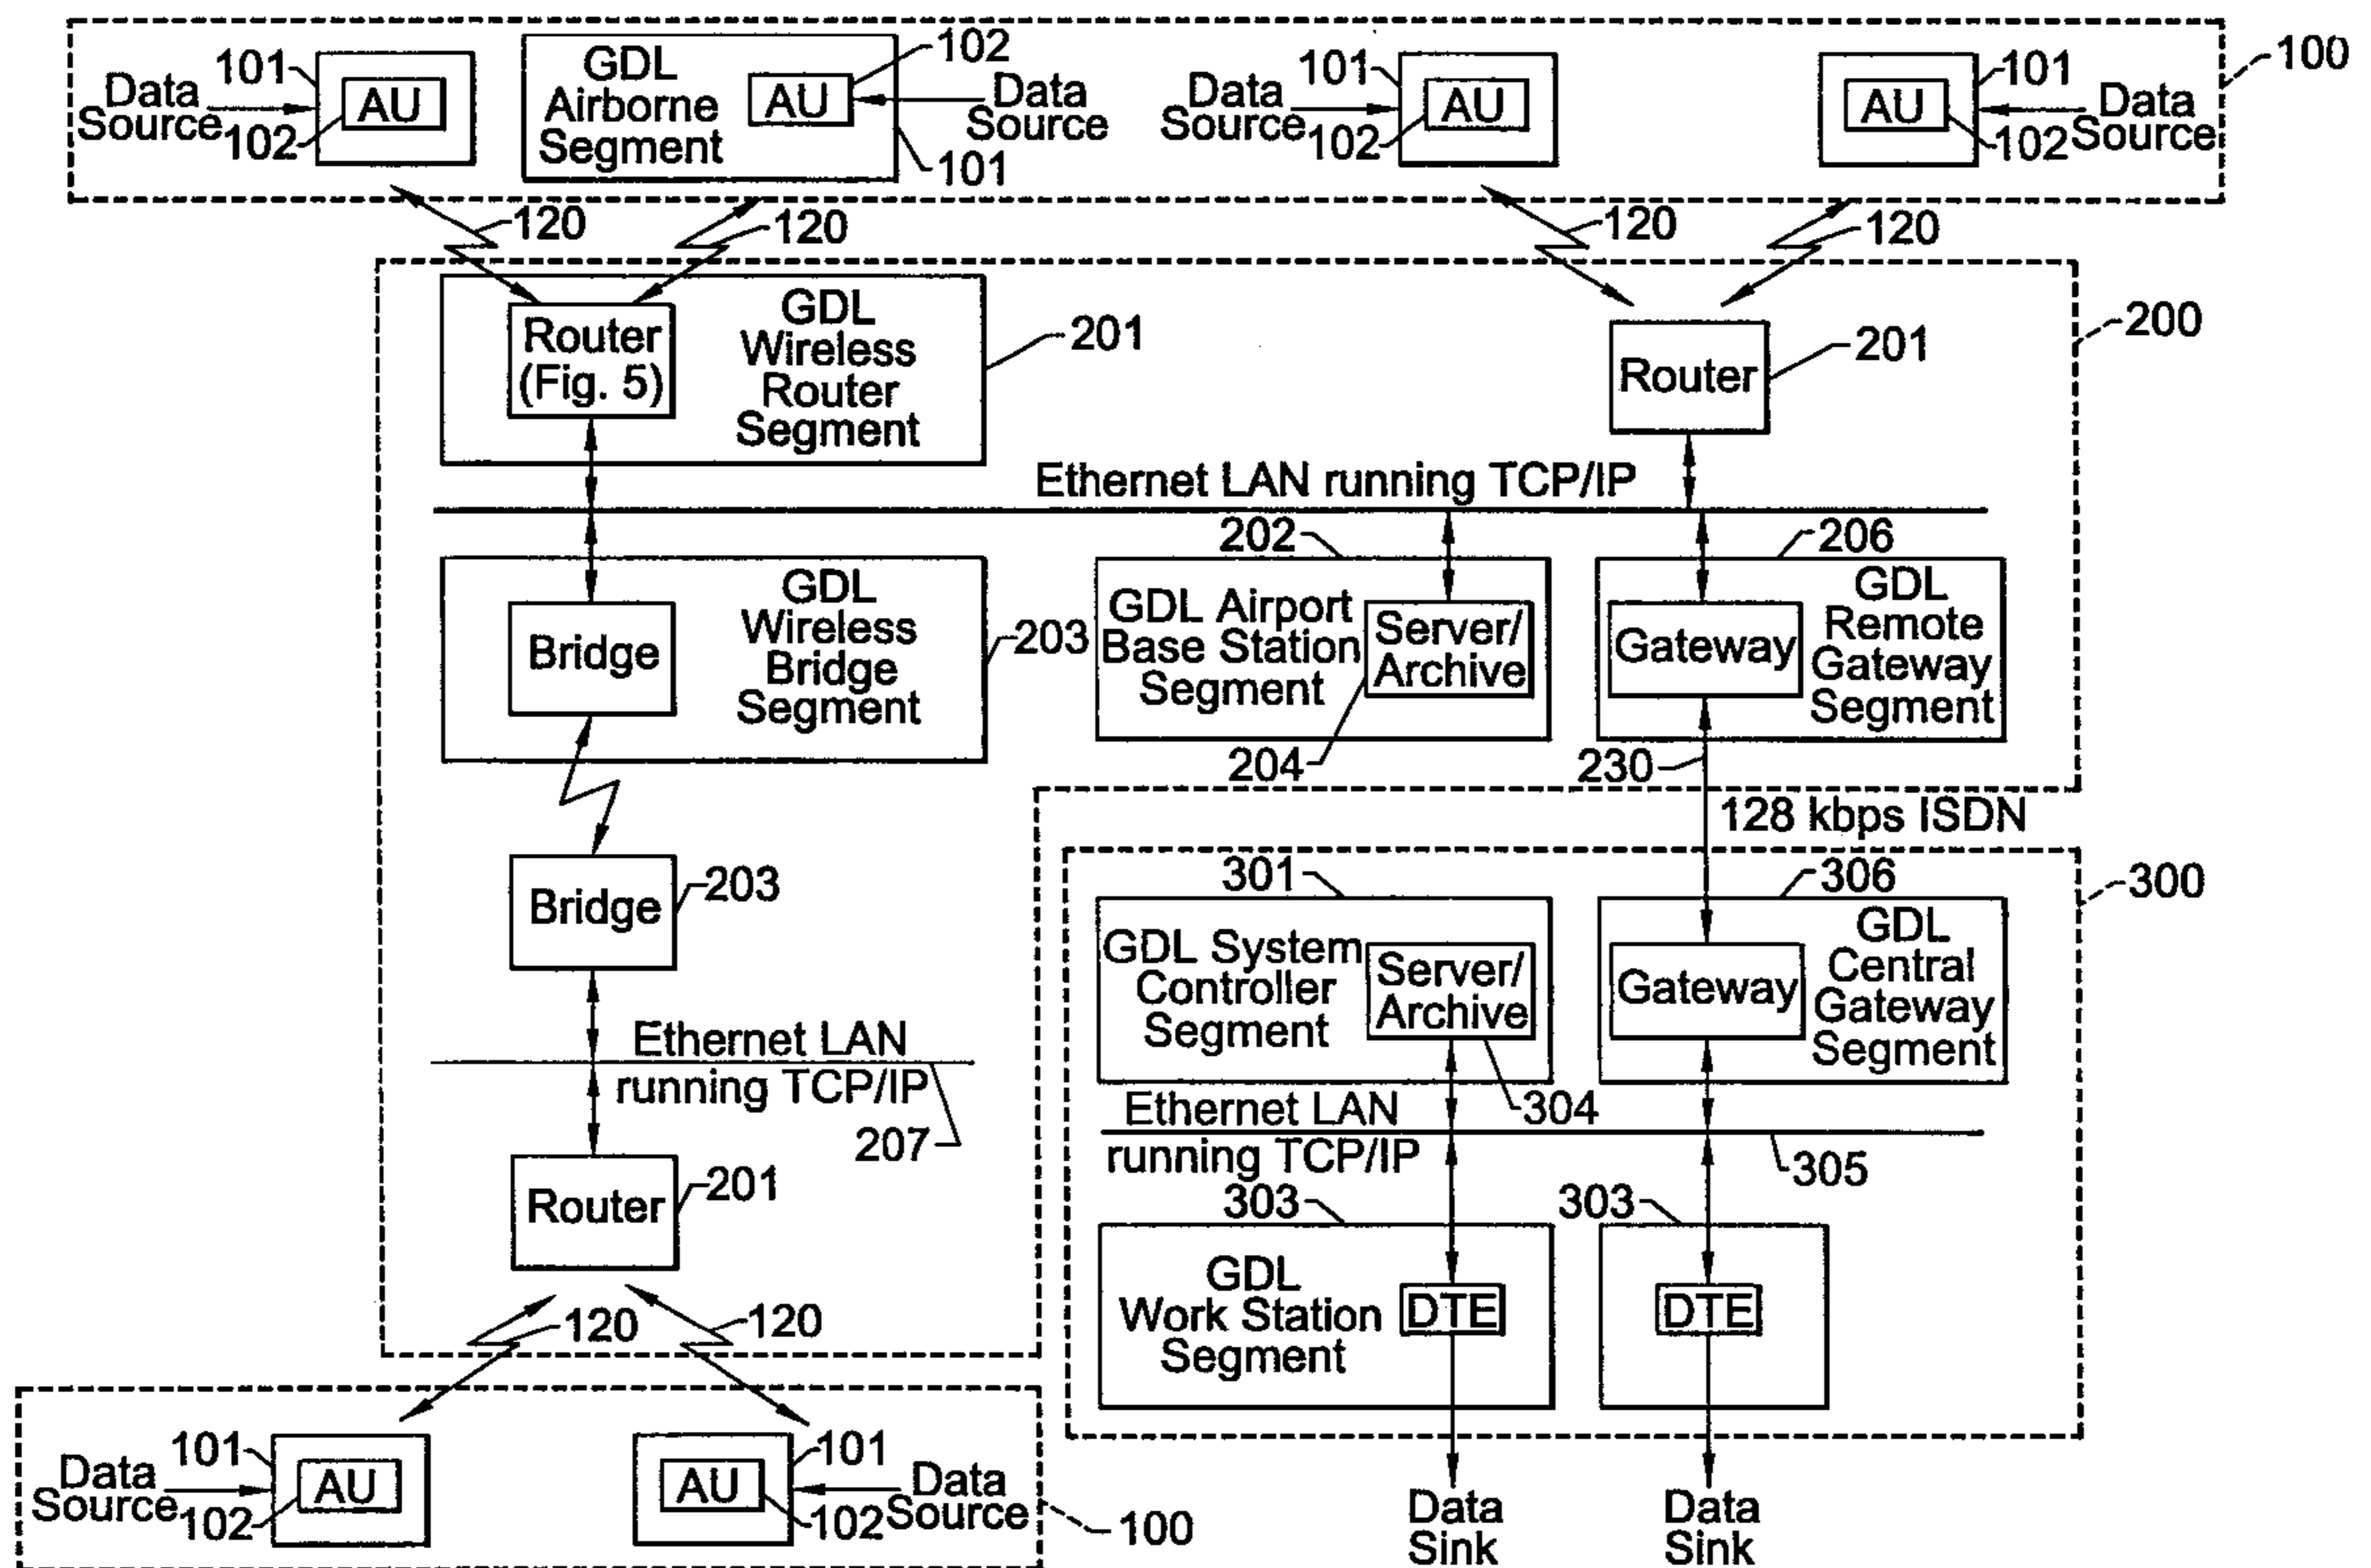 Data
Source
101
102
AU
GDL
Airborne
Segment
AU
102
Data
Source
101
Data
Source
101
102
AU
AU
101
102
Data
Source
100
120
120
120
120
Router
(Fig. 5)
GDL
Wireless
Router
Segment
201
Router
201
200
Ethernet LAN running TCP/IP
Bridge
GDL
Wireless
Bridge
Segment
203
202
GDL Airport
Base Station
Segment
Server/
Archive
204
206
Gateway
GDL
Remote
Gateway
Segment
230
128 kbps ISDN
Bridge
203
Ethernet LAN
running TCP/IP
207
Router
201
120
120
301
GDL System
Controller
Segment
Server/
Archive
304
306
Gateway
GDL
Central
Gateway
Segment
300
Ethernet LAN
running TCP/IP
305
303
GDL
Work Station
Segment
DTE
303
DTE
Data
Sink
Data
Sink
Data
Source
101
102
AU
AU
101
102
Data
Source
100